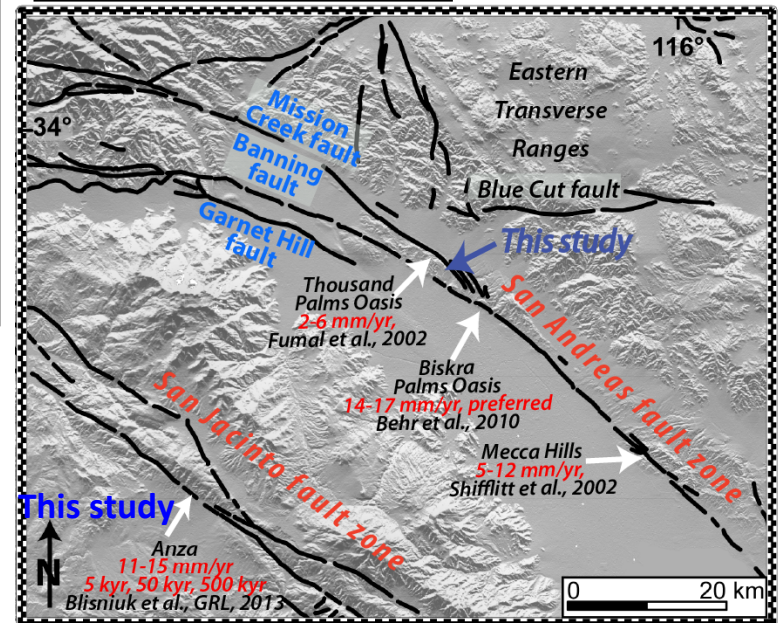 116°
34°
Eastern
Transverse
Ranges
Mission
Creek fault
Banning
fault
Blue Cut fault
Garnet Hill
fault
This study
Thousand
Palms Oasis
2-6 mm/yr,
Fumal et al., 2002
San Andreas fault zone
Biskra
Palms Oasis
14-17 mm/yr, preferred
Behr et al., 2010
San Jacinto fault zone
Mecca Hills
5-12 mm/yr,
Shifflitt et al., 2002
This study
Anza
11-15 mm/yr
5 kyr, 50 kyr, 500 kyr
Blisniuk et al., GRL, 2013
N
0 20 km